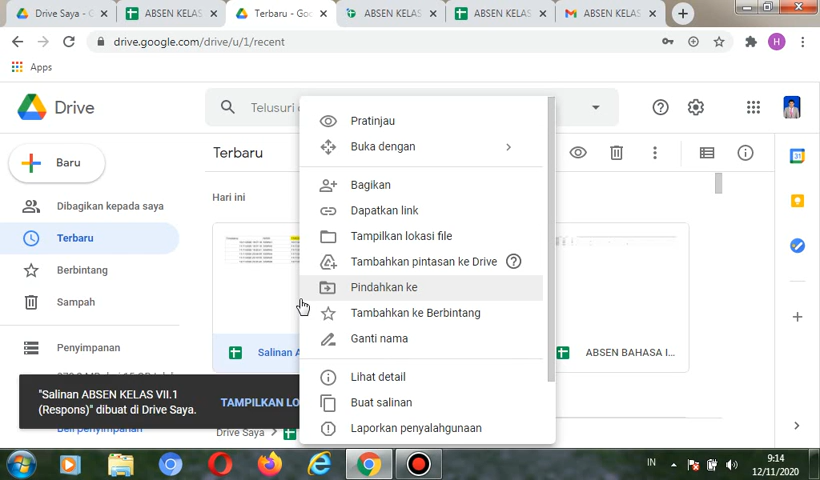 Drive Saya - Go
ABSEN KELAS
Terbaru - Goo
ABSEN KELAS
ABSEN KELAS
ABSEN KELAS
drive.google.com/drive/u/1/recent
H
Apps
Drive
Telusuri
Baru
Terbaru
Hari ini
Dibagikan kepada saya
Terbaru
Berbintang
Sampah
Penyimpanan
Pratinjau
Buka dengan
Bagikan
Dapatkan link
Tampilkan lokasi file
Tambahkan pintasan ke Drive
Pindahkan ke
Tambahkan ke Berbintang
Ganti nama
Lihat detail
Buat salinan
Laporkan penyalahgunaan
Salinan A
ABSEN BAHASA I...
"Salinan ABSEN KELAS VII.1
(Respons)" dibuat di Drive Saya.
TAMPILKAN LO
Beli penyimpanan
Drive Saya
IN
9:14
12/11/2020